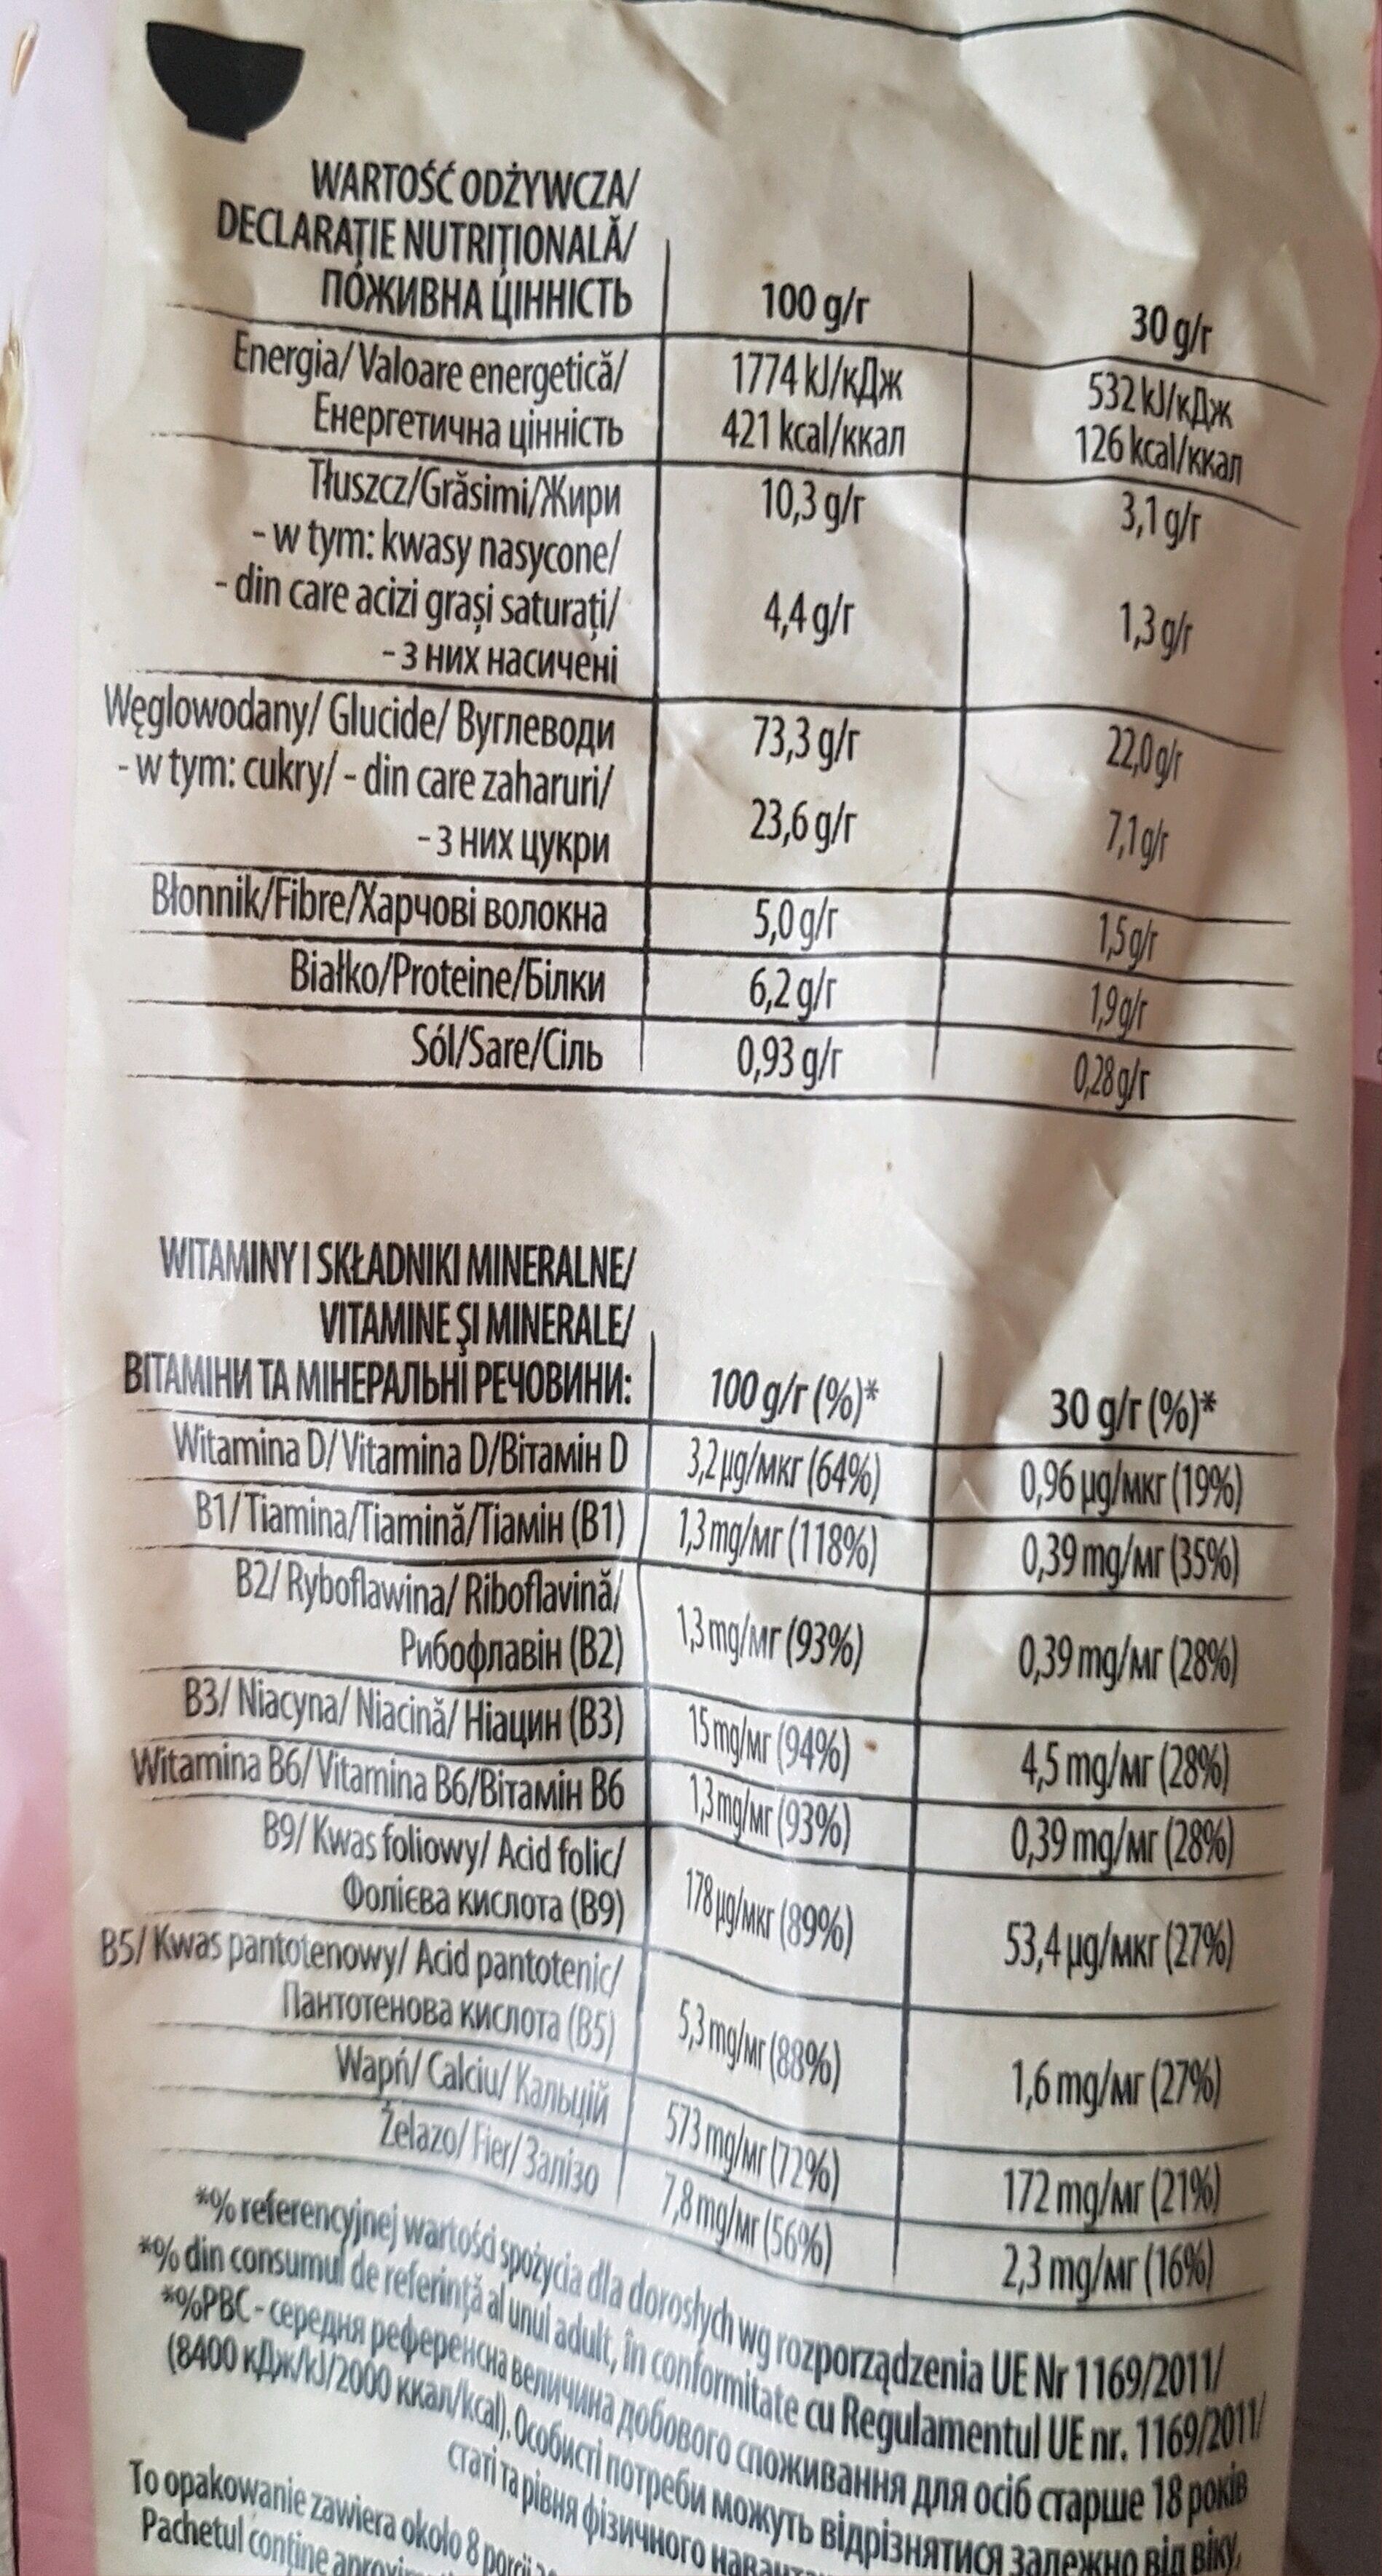 WARTOŚĆ ODŻYWCZA/
DECLARAȚIE NUTRIȚIONALĂ/
ПОЖИВНА ЦІННІСТЬ 100 g/г 30 g/г
Energia/ Valoare energetică/ 1774 kJ/кДж 532 kJ/кДж
Енергетична цінність 421 kcal/ккал 126 kcal/ккал
Tłuszcz/Grăsimi/Жири 10,3 g/г 3,1 g/г
- w tym: kwasy nasycone/
- din care acizi grași saturați/ 4,4 g/г 1,3 g/г
- з них насичені
Węglowodany/ Glucide/ Вуглеводи 73,3 g/г 22,0 g/г
- w tym: cukry/ - din care zaharuri/ 23,6 g/г 7,1 g/г
- з них цукри
Błonnik/Fibre/Харчові волокна 5,0 g/г 1,5 g/г
Białko/Proteine/Білки 6,2 g/г 1,9 g/г
Sól/Sare/Сіль 0,93 g/г 0,28 g/г
WITAMINY I SKŁADNIKI MINERALNE/
VITAMINE ŞI MINERALE/
ВІТАМІНИ ТА МІНЕРАЛЬНІ РЕЧОВИНИ: 100 g/г (%)* 30 g/г (%)*
Witamina D/ Vitamina D/Вітамін D 3,2 µg/мкг (64%) 0,96 µg/мкг (19%)
B1/ Tiamina/Tiamină/Тіамін (B1) 1,3 mg/мг (118%) 0,39 mg/мг (35%)
B2/ Ryboflawina/ Riboflavină/
Рибофлавін (B2) 1,3 mg/мг (93%) 0,39 mg/мг (28%)
B3/ Niacyna/ Niacină/ Ніацин (B3) 15 mg/мг (94%) 4,5 mg/мг (28%)
Witamina B6/ Vitamina B6/Вітамін B6 1,3 mg/мг (93%) 0,39 mg/мг (28%)
B9/ Kwas foliowy/ Acid folic/
Фолієва кислота (B9) 178 µg/мкг (89%) 53,4 µg/мкг (27%)
B5/ Kwas pantotenowy/ Acid pantotenic/
Пантотенова кислота (B5) 5,3 mg/мг (88%) 1,6 mg/мг (27%)
Wapń/ Calciu/ Кальцій 573 mg/мг (72%) 172 mg/мг (21%)
Żelazo/ Fier/ Залізо 7,8 mg/мг (56%) 2,3 mg/мг (16%)
*% referencyjnej wartości spożycia dla dorosłych wg rozporządzenia UE Nr 1169/2011/
*% din consumul de referință al unui adult, în conformitate cu Regulamentul UE nr. 1169/2011/
*%РВС - середня референсна величина добового споживання для осіб старше 18 років
(8400 кДж/kJ/2000 ккал/kcal). Особисті потреби можуть відрізнятися залежно від віку,
статі та рівня фізичного
To opakowanie zawiera około 8 porcji
Pachetul conține